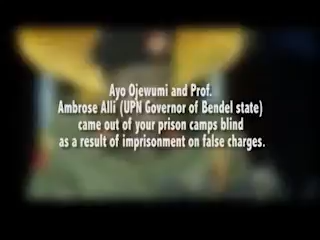 Ayo Ojewumi and Prof.
Ambrose Alli (UPN Governor of Bendel state)
came out of your prison camps blind
as a result of imprisonment on false charges.